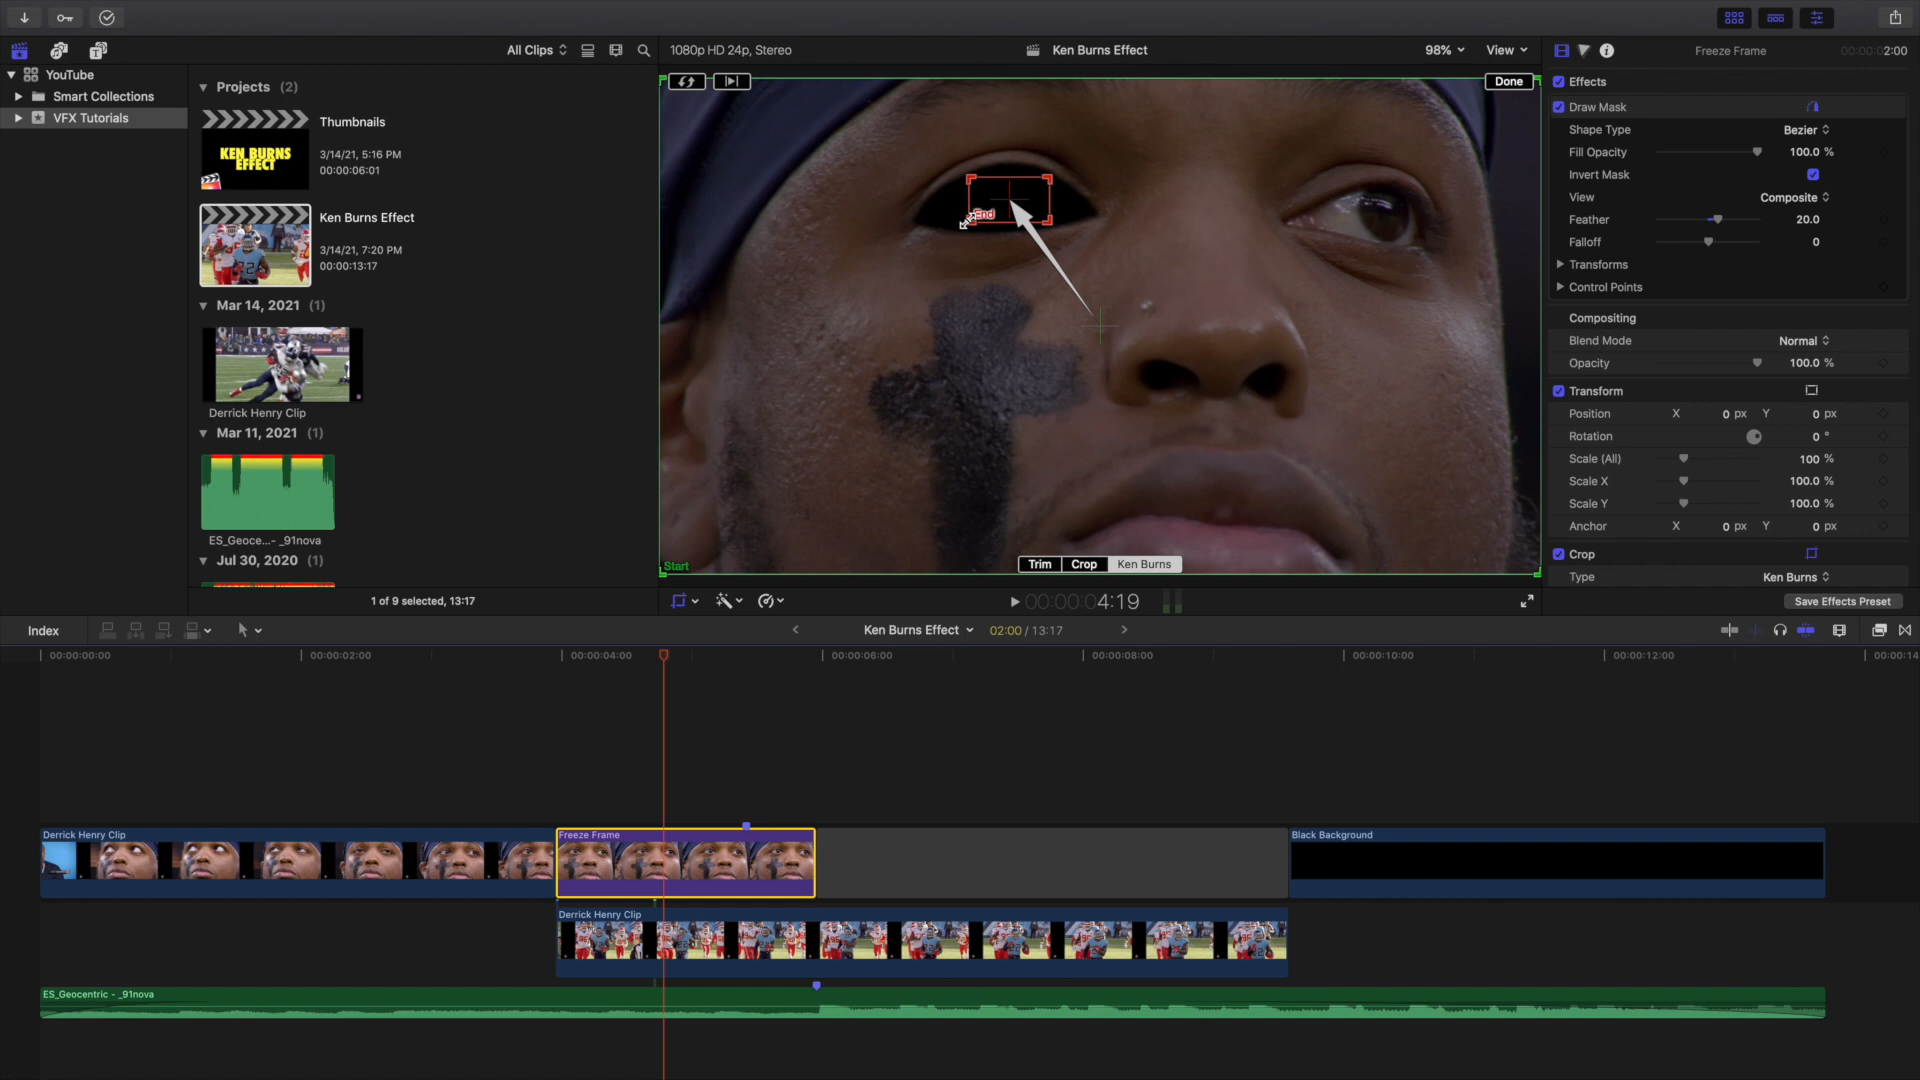 All Clips
1080p HD 24p, Stereo
Ken Burns Effect
98%
View
Freeze Frame
00:00:02:00
YouTube
Smart Collections
VFX Tutorials
Projects (2)
KEN BURNS
EFFECT
Thumbnails
3/14/21, 5:16 PM
00:00:06:01
Ken Burns Effect
3/14/21, 7:20 PM
00:00:13:17
Mar 14, 2021 (1)
Derrick Henry Clip
Mar 11, 2021 (1)
ES_Geoce...- _91nova
Jul 30, 2020 (1)
1 of 9 selected, 13:17
Done
End
Start
Trim
Crop
Ken Burns
00:00:04:19
Effects
Draw Mask
Shape Type
Bezier
Fill Opacity
100.0 %
Invert Mask
View
Composite
Feather
20.0
Falloff
0
Transforms
Control Points
Compositing
Blend Mode
Normal
Opacity
100.0 %
Transform
Position X 0 px Y 0 px
Rotation
0 °
Scale (All)
100 %
Scale X
100.0 %
Scale Y
100.0 %
Anchor X 0 px Y 0 px
Crop
Type
Ken Burns
Save Effects Preset
Index
Ken Burns Effect
02:00 / 13:17
00:00:00:00
00:00:02:00
00:00:04:00
00:00:06:00
00:00:08:00
00:00:10:00
00:00:12:00
00:00:14
Derrick Henry Clip
Freeze Frame
Black Background
Derrick Henry Clip
ES_Geocentric - _91nova